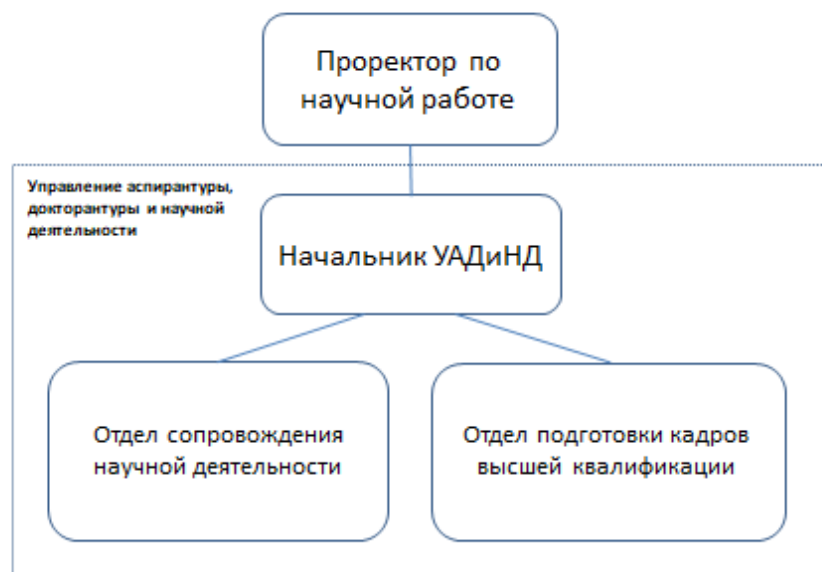 Проректор по
научной работе
Управление аспирантуры,
докторантуры и научной
деятельности
Начальник УАДиНД
Отдел сопровождения
научной деятельности
Отдел подготовки кадров
высшей квалификации